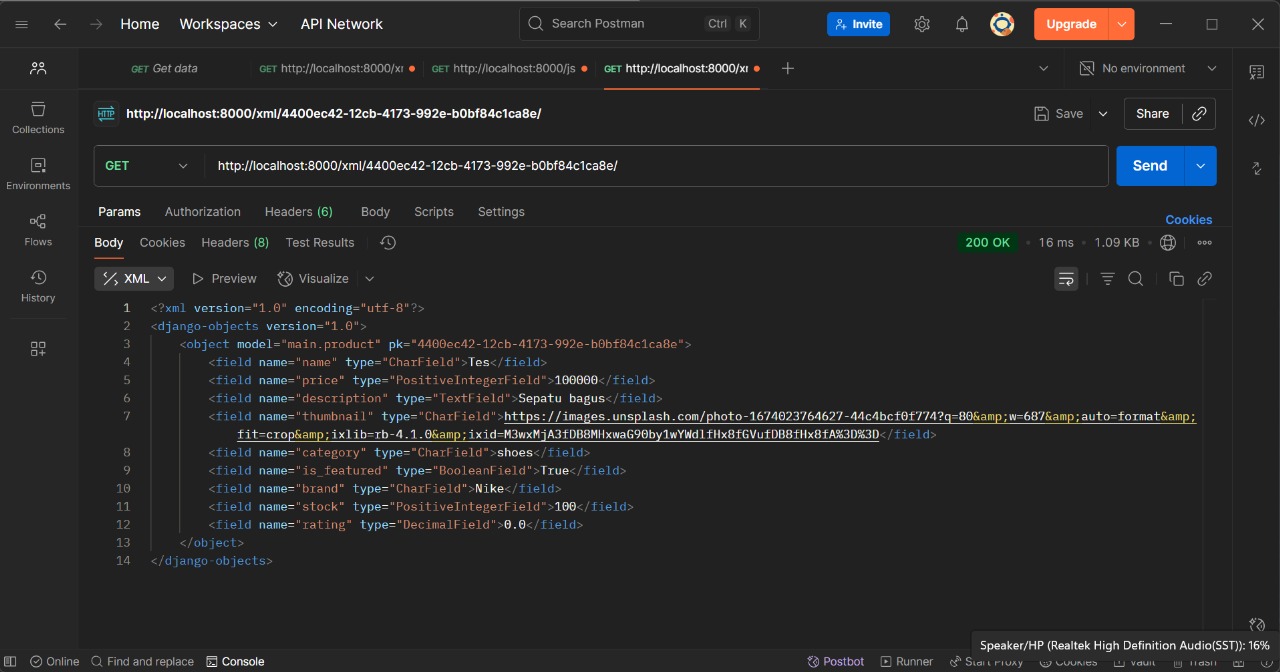 Home Workspaces API Network Search Postman Ctrl K Invite Upgrade
GET Get data GET http://localhost:8000/xr GET http://localhost:8000/js GET http://localhost:8000/xr No environment
HTTP http://localhost:8000/xml/4400ec42-12cb-4173-992e-b0bf84c1ca8e/ Save Share
Collections
GET http://localhost:8000/xml/4400ec42-12cb-4173-992e-b0bf84c1ca8e/ Send
Environments
Params Authorization Headers (6) Body Scripts Settings
Cookies
Flows
Body Cookies Headers (8) Test Results 200 OK • 16 ms • 1.09 KB
XML Preview Visualize
History
1 <?xml version="1.0" encoding="utf-8"?>
2 <django-objects version="1.0">
3 <object model="main.product" pk="4400ec42-12cb-4173-992e-b0bf84c1ca8e">
4 <field name="name" type="CharField">Tes</field>
5 <field name="price" type="PositiveIntegerField">100000</field>
6 <field name="description" type="TextField">Sepatu bagus</field>
7 <field name="thumbnail" type="CharField">https://images.unsplash.com/photo-1674023764627-44c4bcf0f774?q=80&amp;w=687&amp;auto=format&amp;
fit=crop&amp;ixlib=rb-4.1.0&amp;ixid=M3wxMjA3fDB8MHxwaG90by1wYWdlfHx8fGVufDB8fHx8fA%3D%3D</field>
8 <field name="category" type="CharField">shoes</field>
9 <field name="is_featured" type="BooleanField">True</field>
10 <field name="brand" type="CharField">Nike</field>
11 <field name="stock" type="PositiveIntegerField">100</field>
12 <field name="rating" type="DecimalField">0.0</field>
13 </object>
14 </django-objects>
Speaker/HP (Realtek High Definition Audio(SST)): 16%
Online Find and replace Console Postbot Runner Start Proxy Cookies Vault Trash